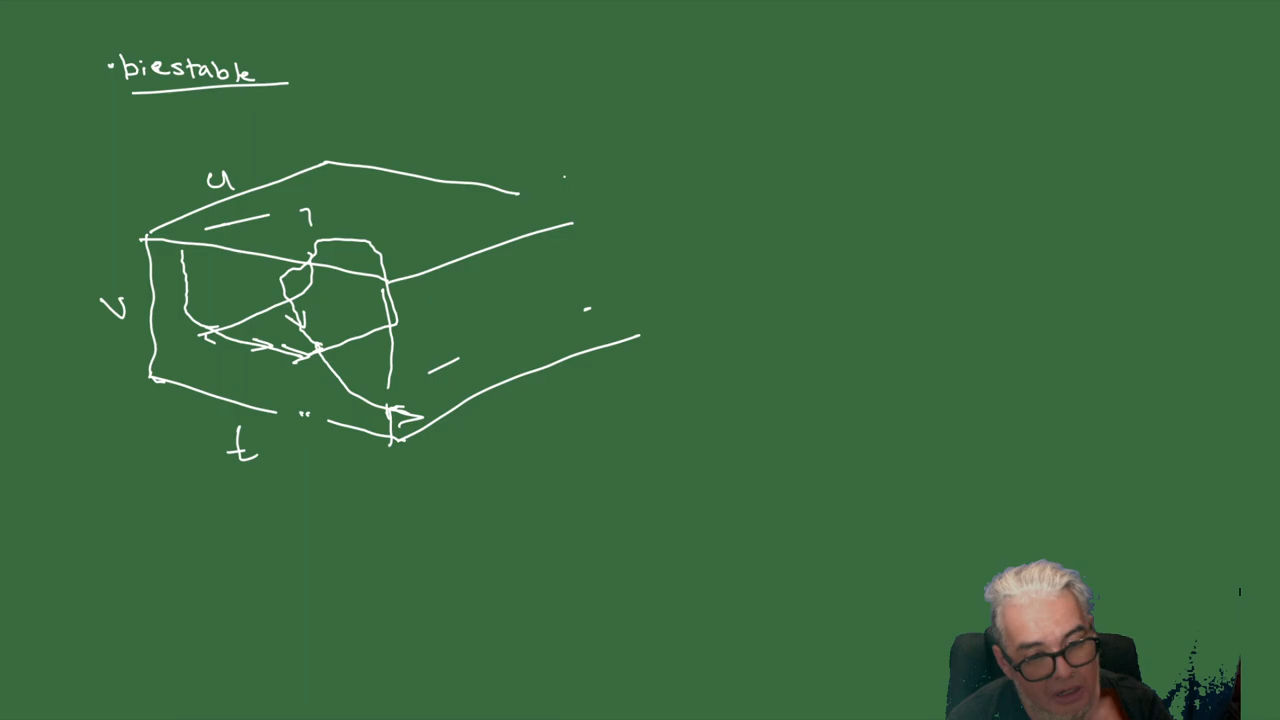 · biestable
u
v
t